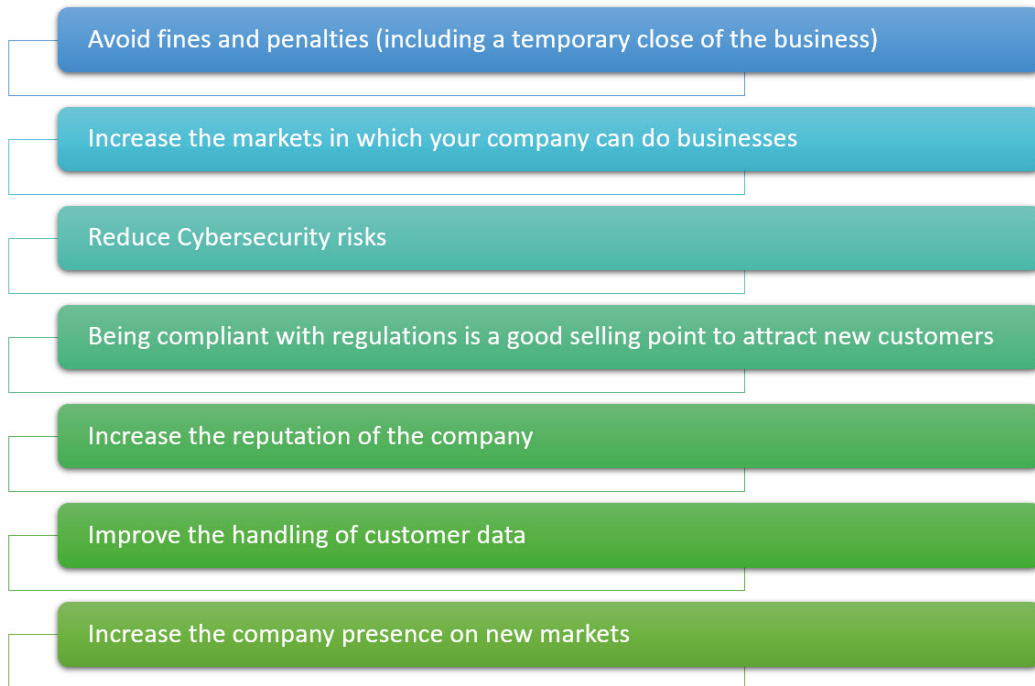 Avoid fines and penalties (including a temporary close of the business)
Increase the markets in which your company can do businesses
Reduce Cybersecurity risks
Being compliant with regulations is a good selling point to attract new customers
Increase the reputation of the company
Improve the handling of customer data
Increase the company presence on new markets